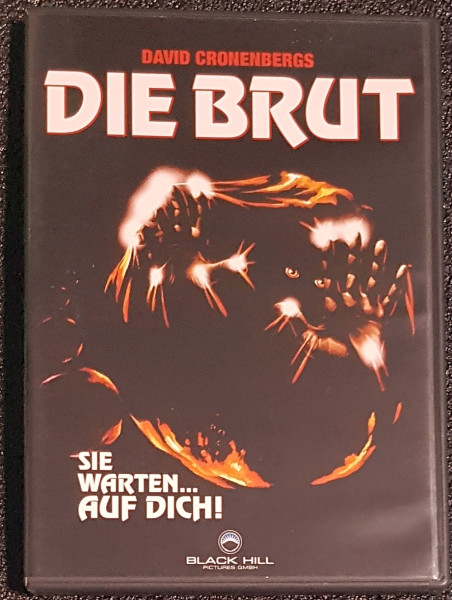 DAVID CRONENBERGS
DIE BRUT
SIE
WARTEN...
AUF DICH!
BLACK HILL
PICTURES GMBH